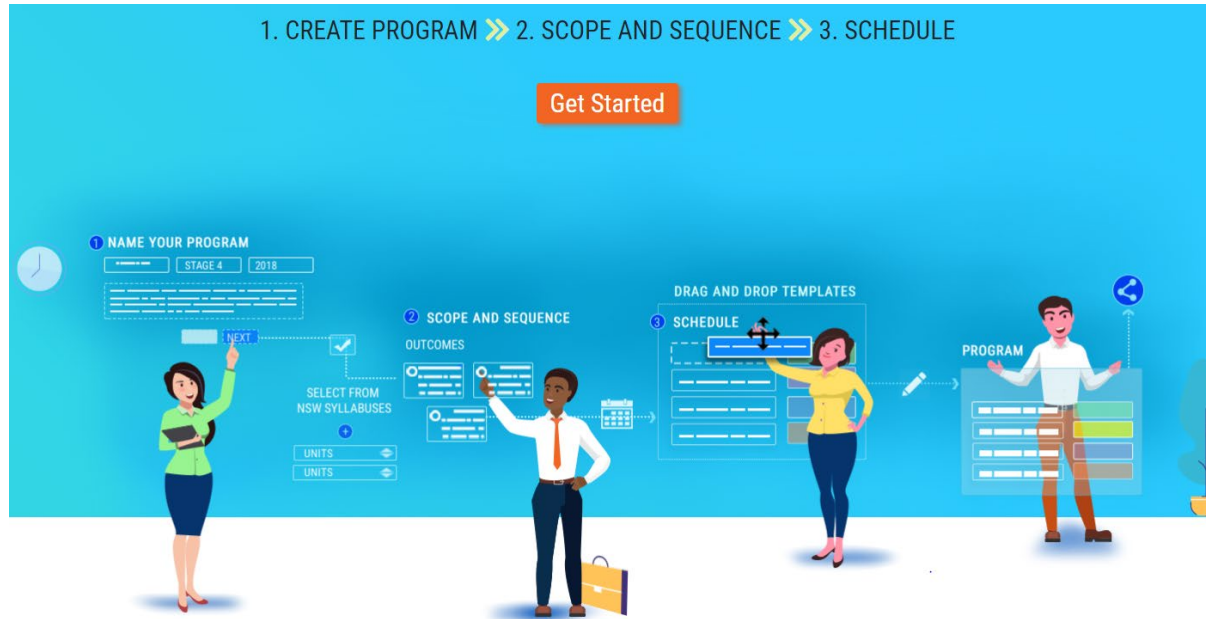 1. CREATE PROGRAM >> 2. SCOPE AND SEQUENCE >> 3. SCHEDULE
Get Started
1 NAME YOUR PROGRAM
STAGE 4 2018
NEXT
SELECT FROM
NSW SYLLABUSES
UNITS
UNITS
2 SCOPE AND SEQUENCE
OUTCOMES
DRAG AND DROP TEMPLATES
3 SCHEDULE
PROGRAM